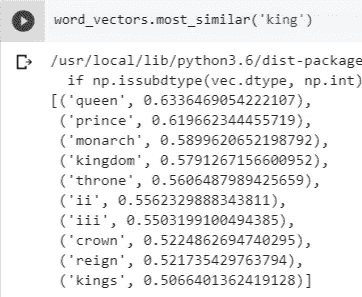 word_vectors.most_similar('king')
/usr/local/lib/python3.6/dist-package
if np.issubdtype(vec.dtype, np.int)
[('queen', 0.6336469054222107),
('prince', 0.619662344455719),
('monarch', 0.5899620652198792),
('kingdom', 0.5791267156600952),
('throne', 0.5606487989425659),
('ii', 0.5562329888343811),
('iii', 0.5503199100494385),
('crown', 0.5224862694740295),
('reign', 0.521735429763794),
('kings', 0.5066401362419128)]